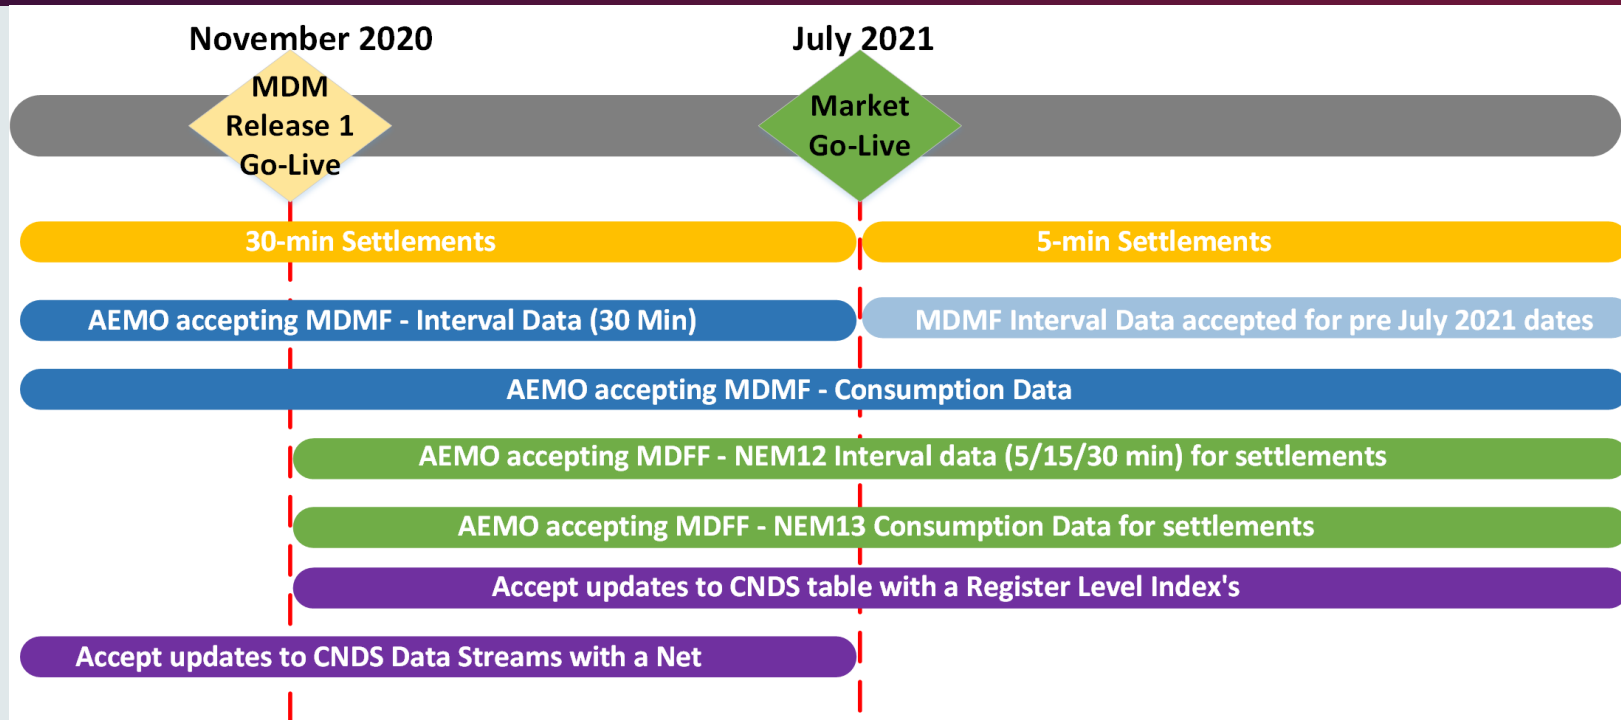 November 2020
July 2021
MDM
Release 1
Go-Live
Market
Go-Live
30-min Settlements
5-min Settlements
AEMO accepting MDMF - Interval Data (30 Min)
MDMF Interval Data accepted for pre July 2021 dates
AEMO accepting MDMF - Consumption Data
AEMO accepting MDFF - NEM12 Interval data (5/15/30 min) for settlements
AEMO accepting MDFF - NEM13 Consumption Data for settlements
Accept updates to CNDS table with a Register Level Index's
Accept updates to CNDS Data Streams with a Net